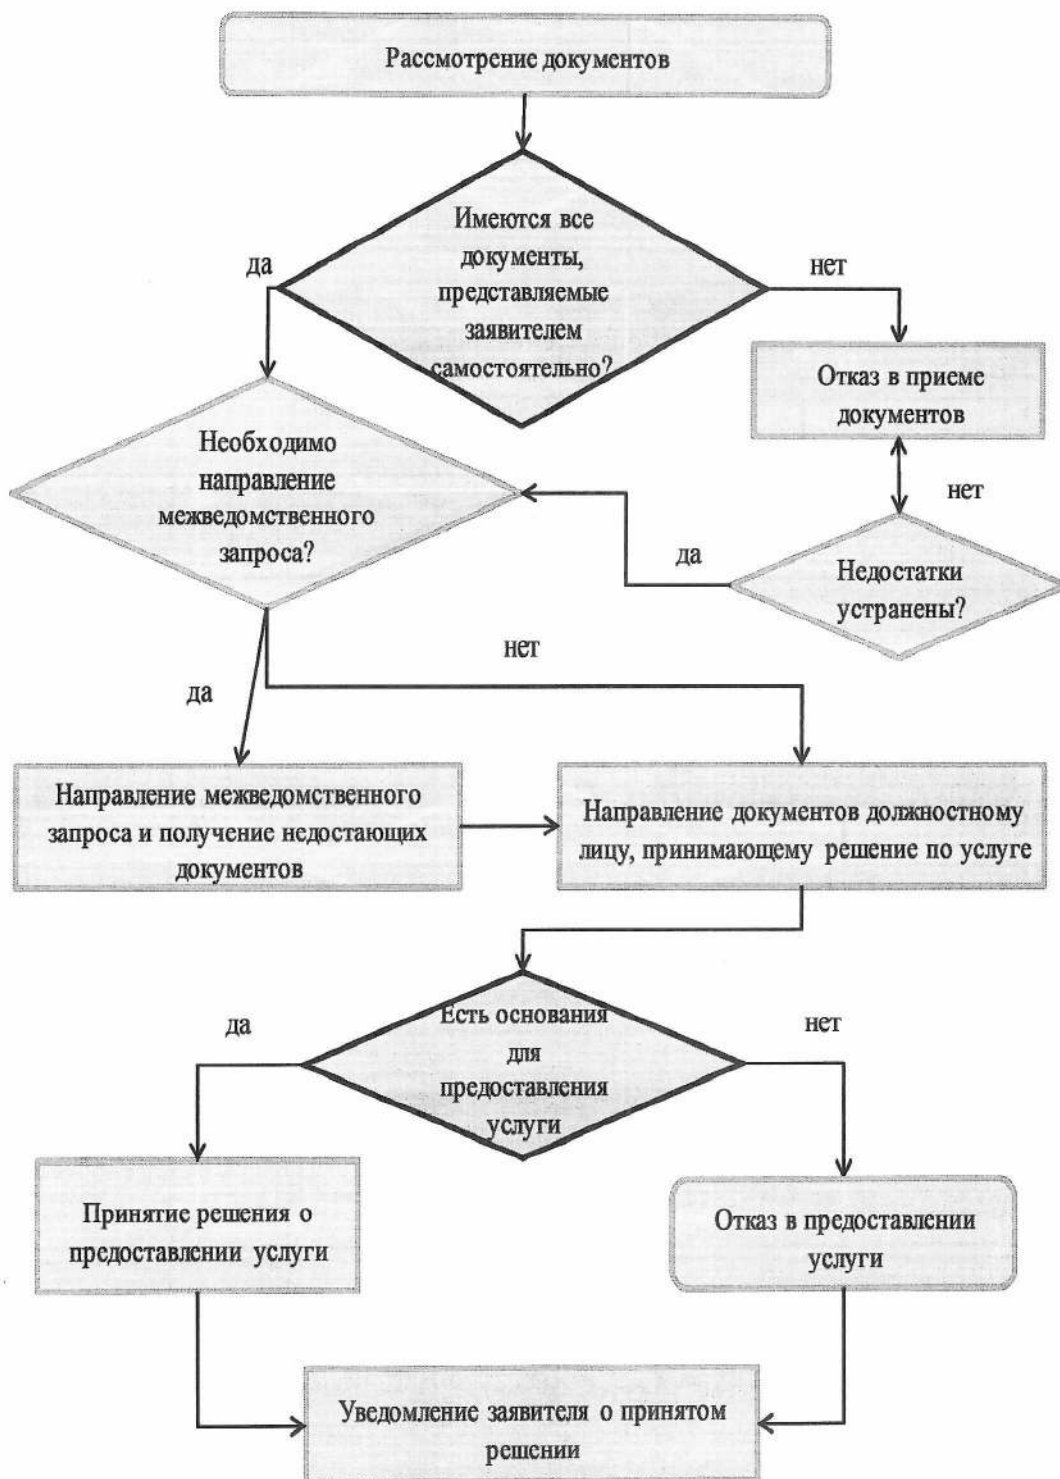 Рассмотрение документов
Имеются все
документы,
представляемые
заявителем
самостоятельно?
да
нет
Отказ в приеме
документов
Необходимо
направление
межведомственного
запроса?
нет
да
Недостатки
устранены?
нет
да
Направление межведомственного
запроса и получение недостающих
документов
Направление документов должностному
лицу, принимающему решение по услуге
Есть основания
для
предоставления
услуги
да
нет
Принятие решения о
предоставлении услуги
Отказ в предоставлении
услуги
Уведомление заявителя о принятом
решении